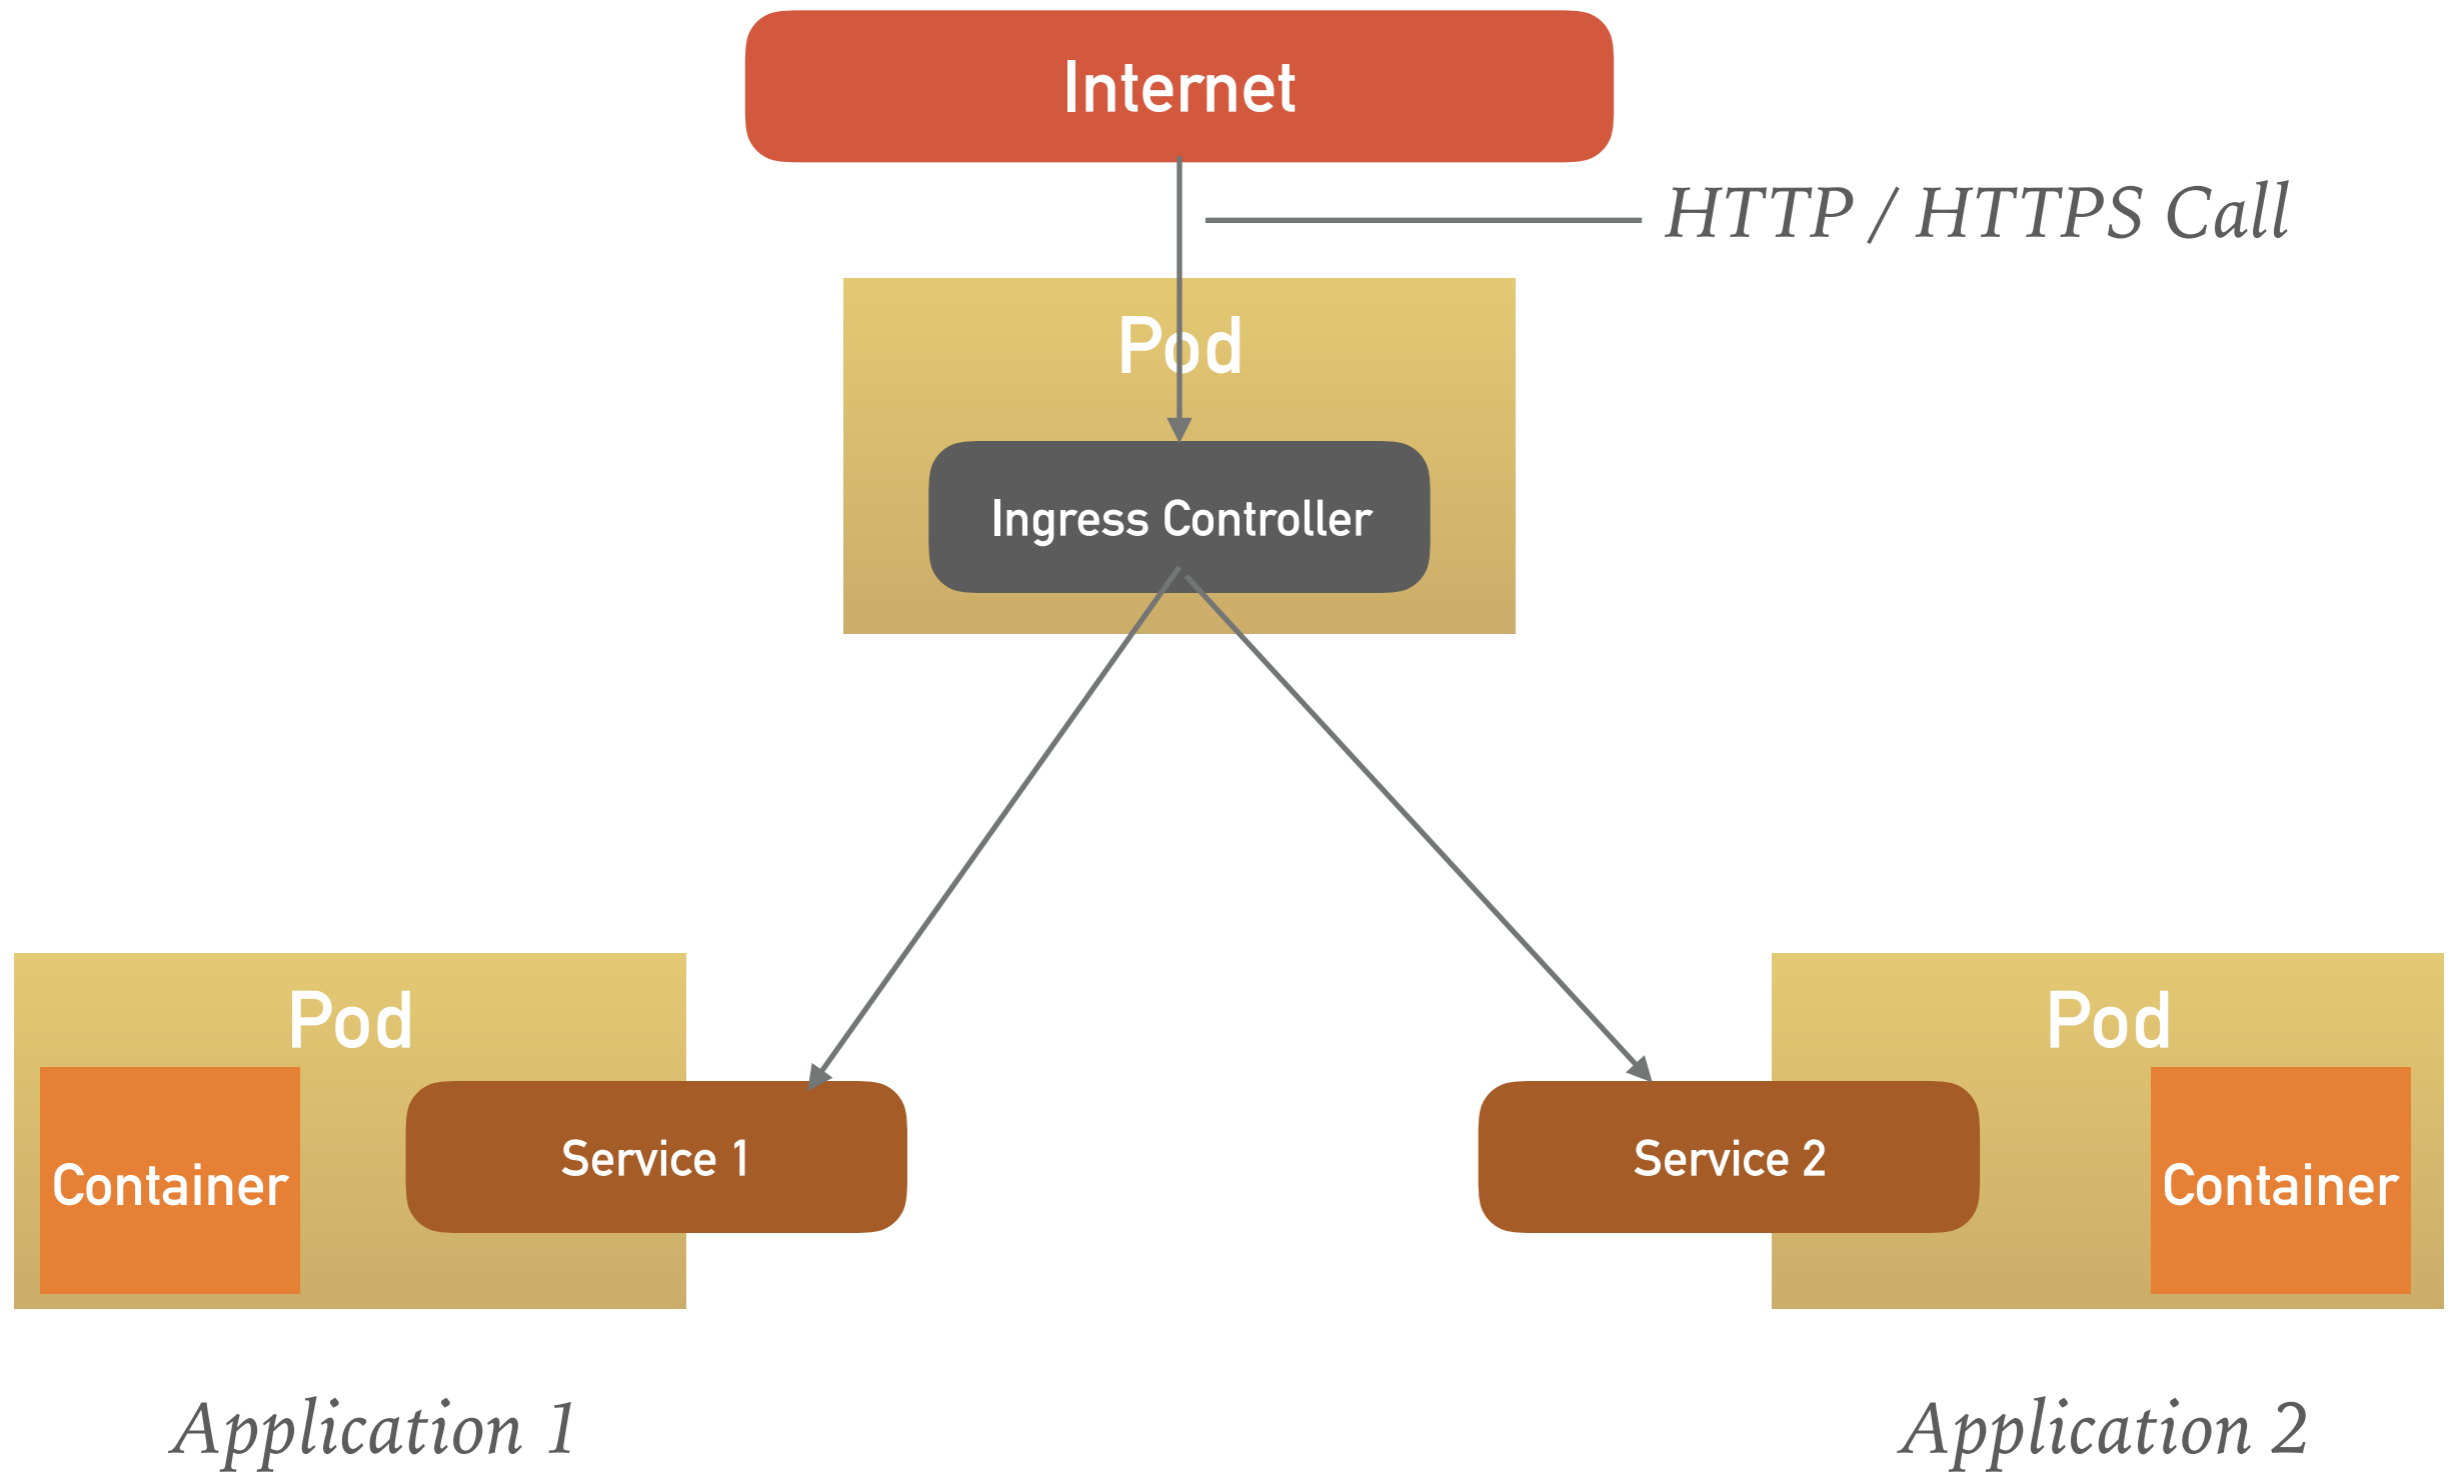 Internet
HTTP / HTTPS Call
Pod
Ingress Controller
Pod
Container
Service 1
Service 2
Pod
Container
Application 1
Application 2